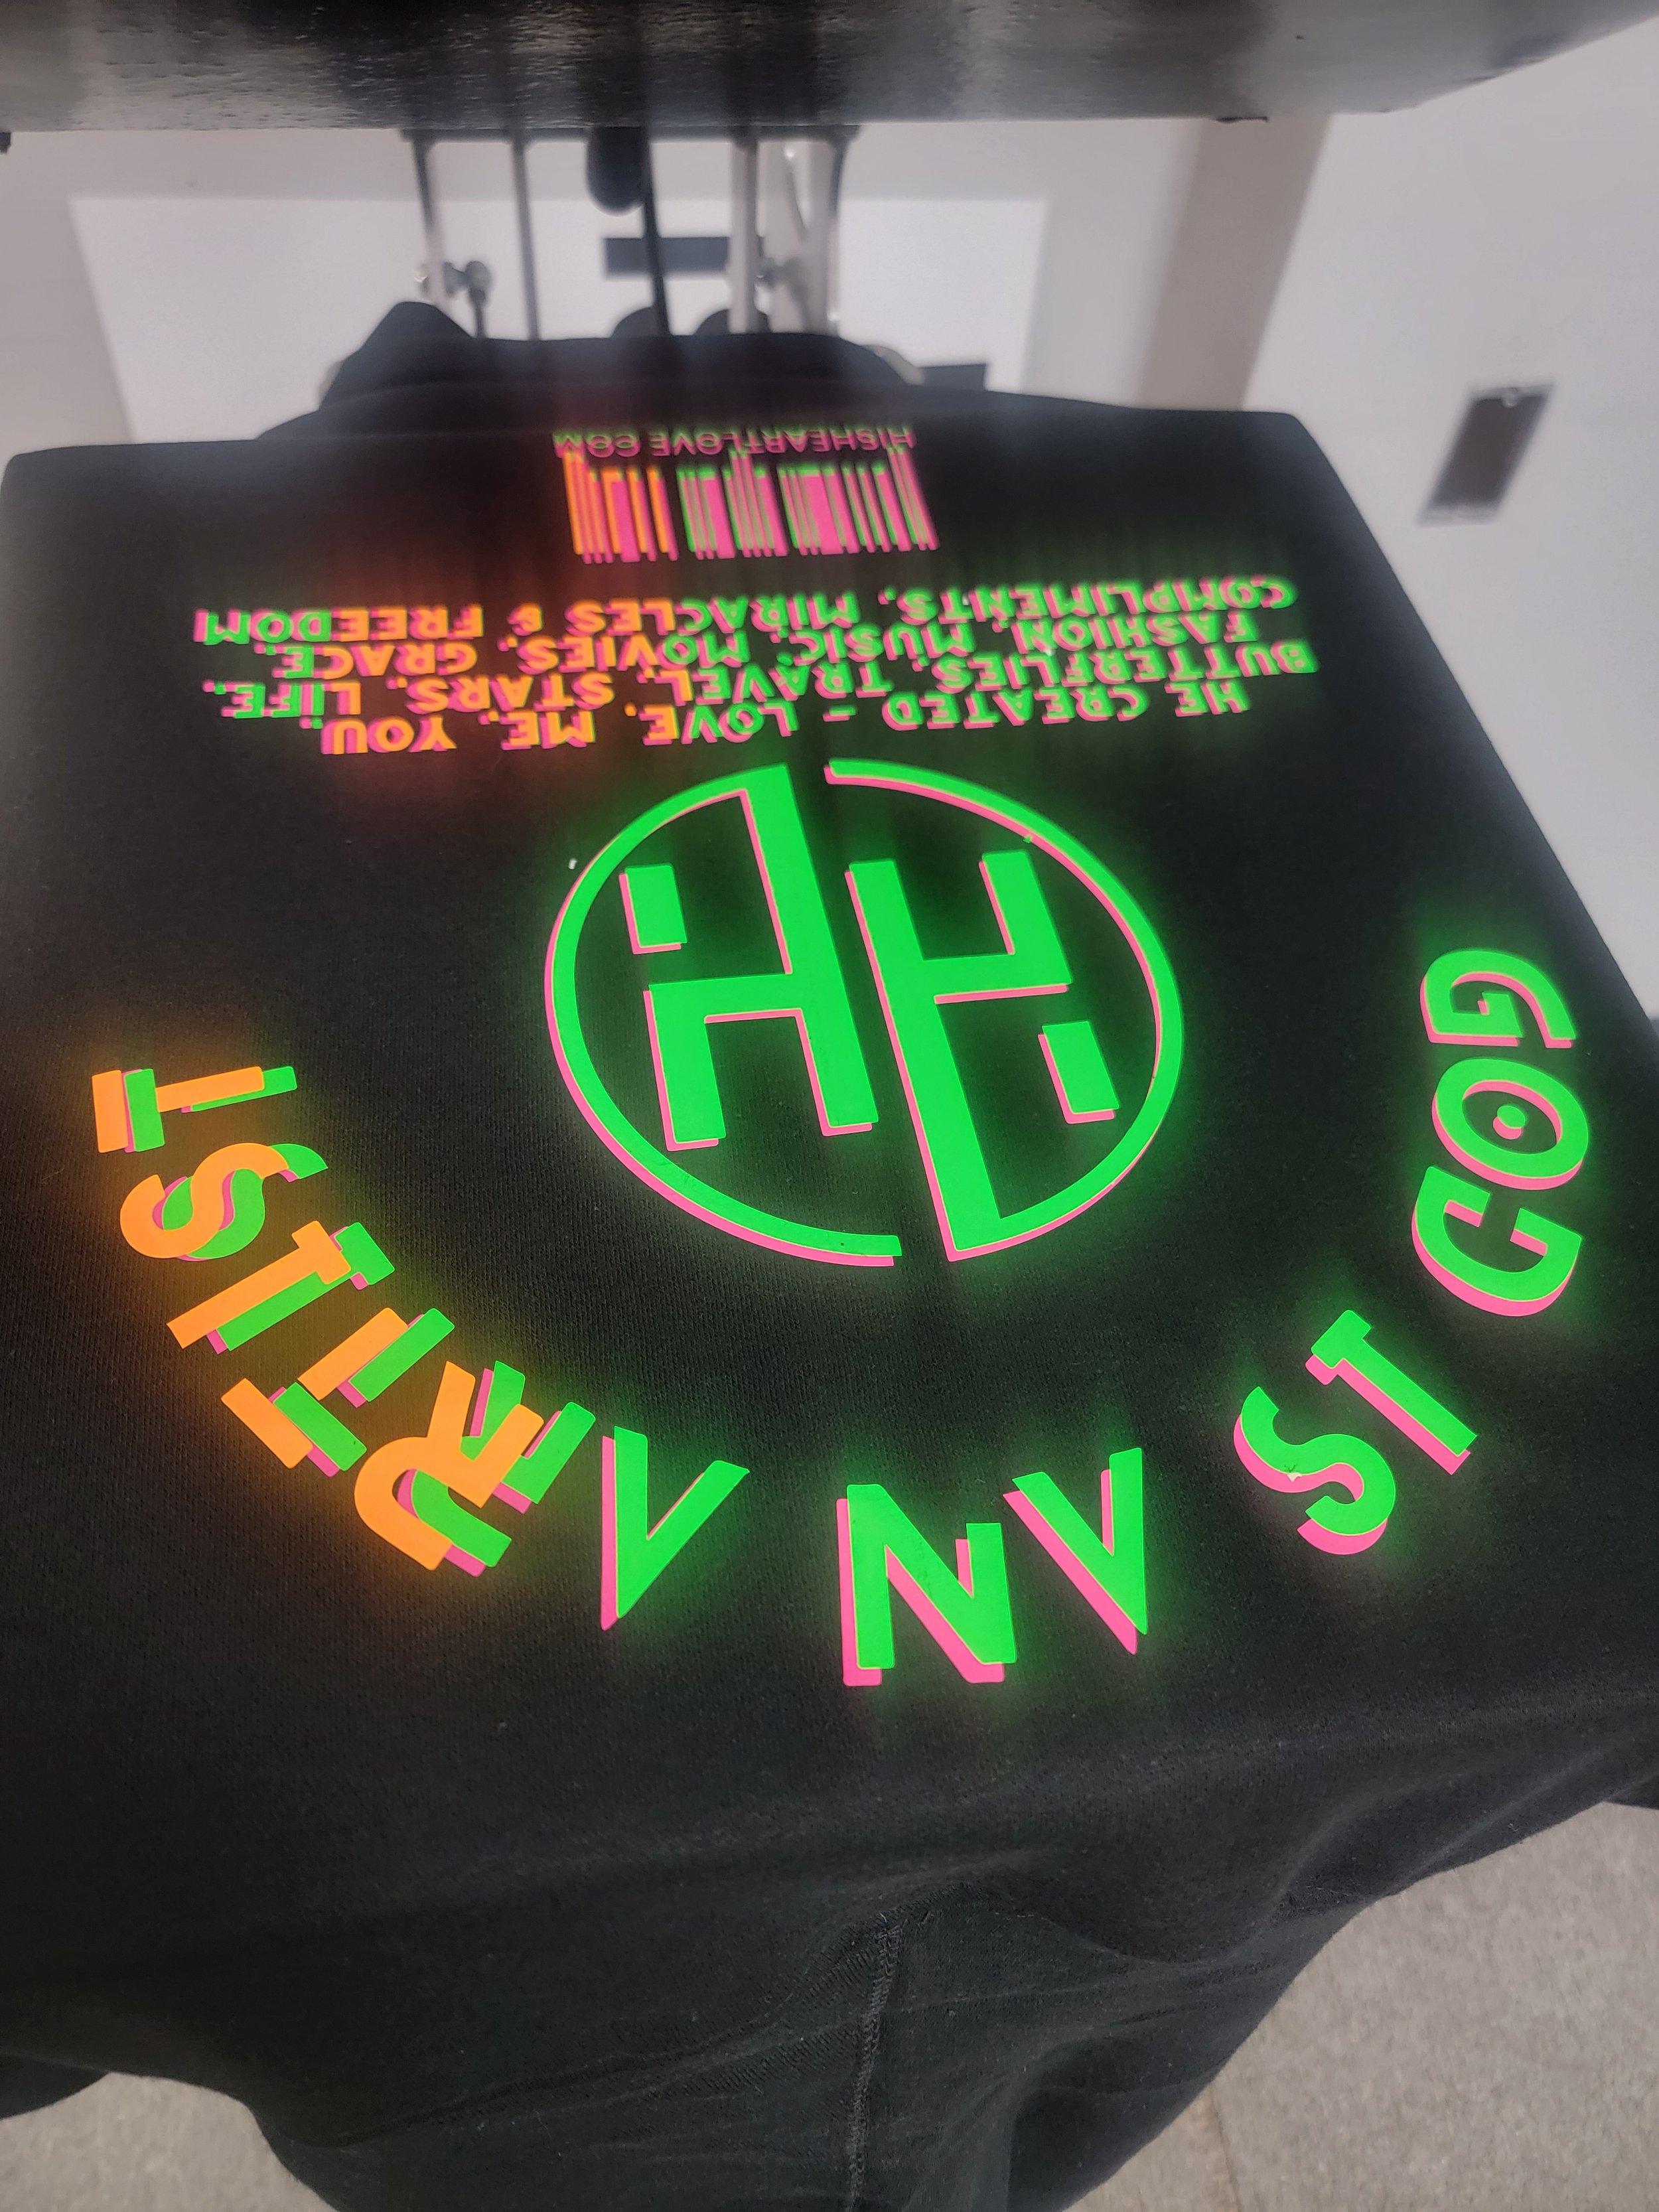 GOD IS AN ARTIST
HH
HE CREATED - LOVE, ME, YOU,
BUTTERFLIES, TRAVEL, STARS, LIFE,
FASHION, MUSIC, MOVIES, GRACE,
COMPLIMENTS, MIRACLES & FREEDOM
HISHEARTLOVE.COM